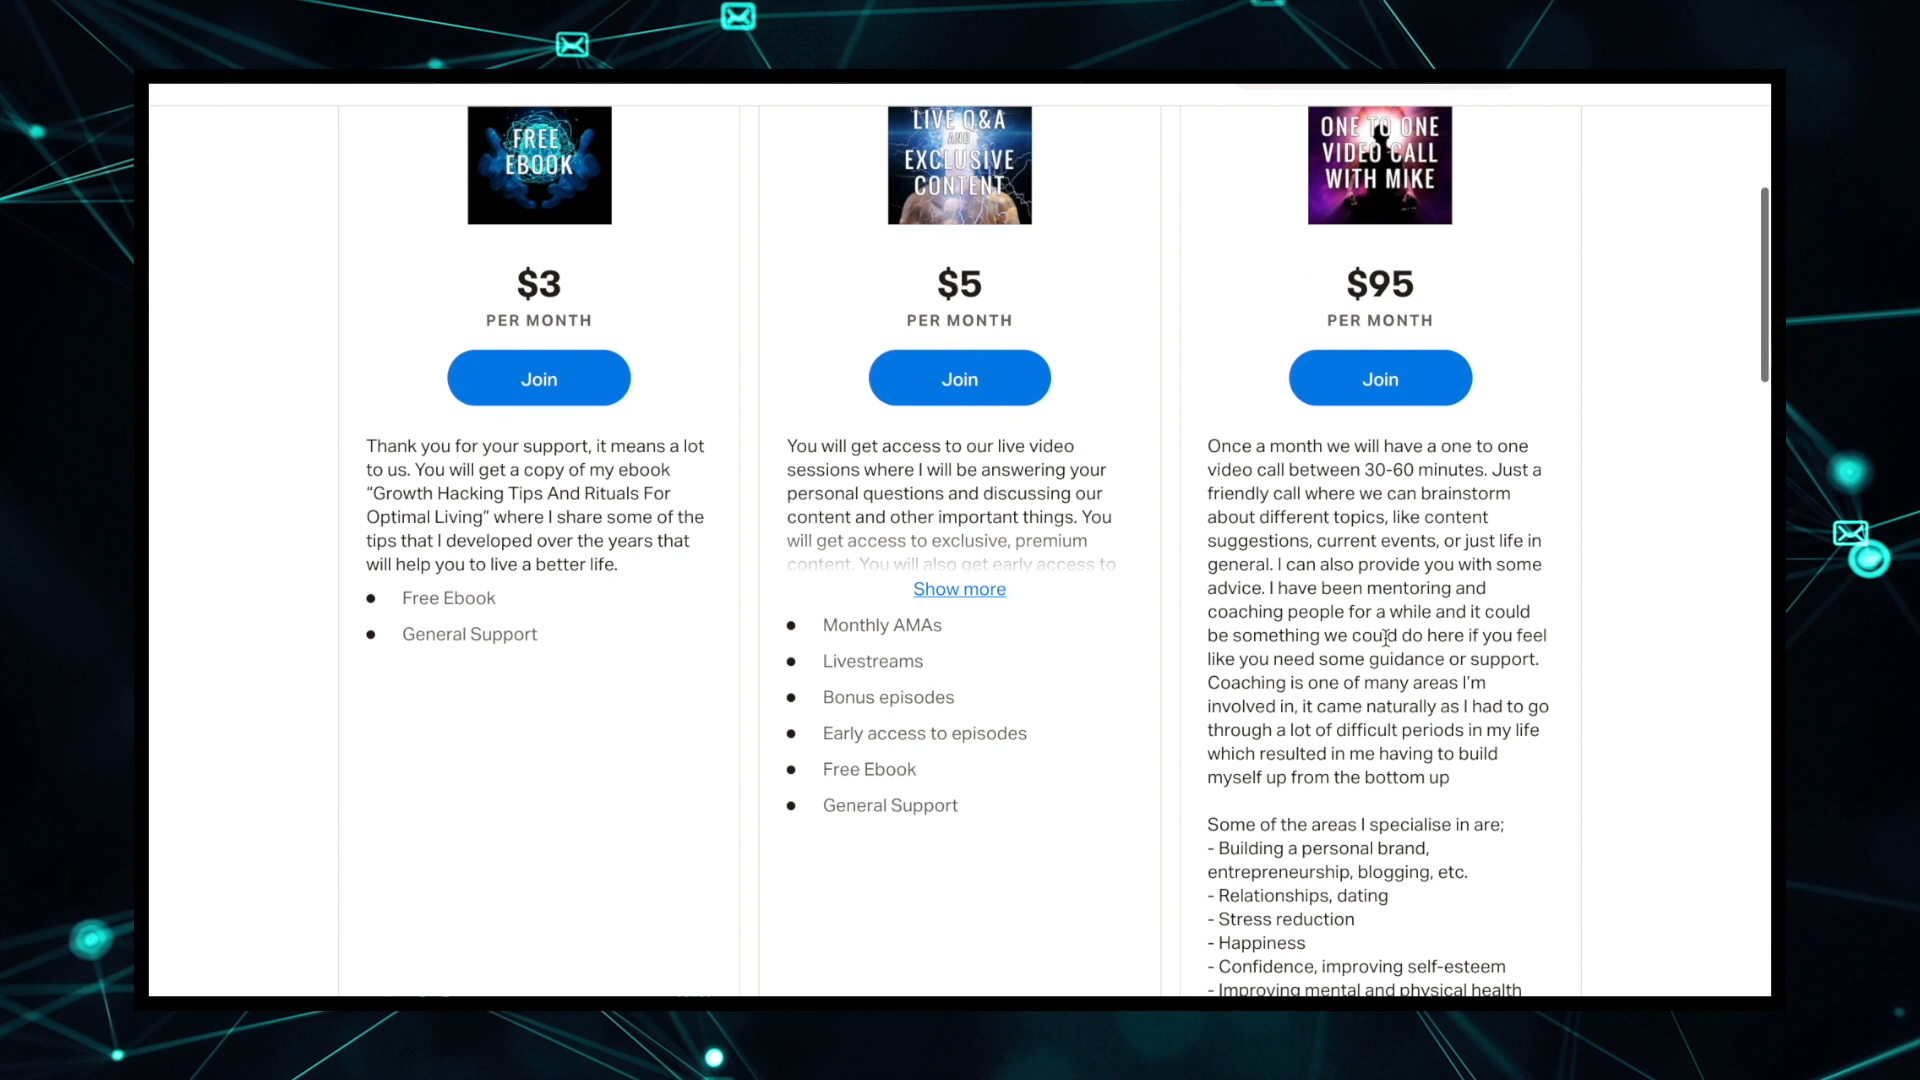 FREE
EBOOK
$3
PER MONTH
Join
Thank you for your support, it means a lot
to us. You will get a copy of my ebook
“Growth Hacking Tips And Rituals For
Optimal Living” where I share some of the
tips that I developed over the years that
will help you to live a better life.
Free Ebook
General Support
LIVE Q&A
AND
EXCLUSIVE
CONTENT
$5
PER MONTH
Join
You will get access to our live video
sessions where I will be answering your
personal questions and discussing our
content and other important things. You
will get access to exclusive, premium
content. You will also get early access to
Show more
Monthly AMAs
Livestreams
Bonus episodes
Early access to episodes
Free Ebook
General Support
ONE TO ONE
VIDEO CALL
WITH MIKE
$95
PER MONTH
Join
Once a month we will have a one to one
video call between 30-60 minutes. Just a
friendly call where we can brainstorm
about different topics, like content
suggestions, current events, or just life in
general. I can also provide you with some
advice. I have been mentoring and
coaching people for a while and it could
be something we could do here if you feel
like you need some guidance or support.
Coaching is one of many areas I’m
involved in, it came naturally as I had to go
through a lot of difficult periods in my life
which resulted in me having to build
myself up from the bottom up
Some of the areas I specialise in are;
- Building a personal brand,
entrepreneurship, blogging, etc.
- Relationships, dating
- Stress reduction
- Happiness
- Confidence, improving self-esteem
- Improving mental and physical health